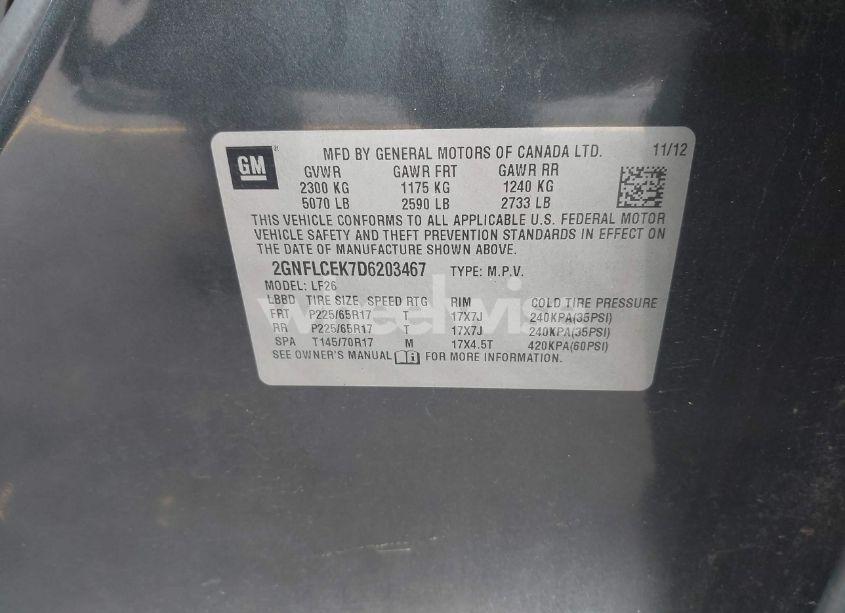 GM
MFD BY GENERAL MOTORS OF CANADA LTD. 11/12
GVWR GAWR FRT GAWR RR
2300 KG 1175 KG 1240 KG
5070 LB 2590 LB 2733 LB
THIS VEHICLE CONFORMS TO ALL APPLICABLE U.S. FEDERAL MOTOR
VEHICLE SAFETY AND THEFT PREVENTION STANDARDS IN EFFECT ON
THE DATE OF MANUFACTURE SHOWN ABOVE.
2GNFLCEK7D6203467 TYPE: M.P.V.
MODEL: LF26
LBBD TIRE SIZE SPEED RTG RIM COLD TIRE PRESSURE
FRT P225/65R17 T 17X7J 240KPA(35PSI)
RR P225/65R17 T 17X7J 240KPA(35PSI)
SPA T145/70R17 M 17X4.5T 420KPA(60PSI)
SEE OWNER'S MANUAL FOR MORE INFORMATION.